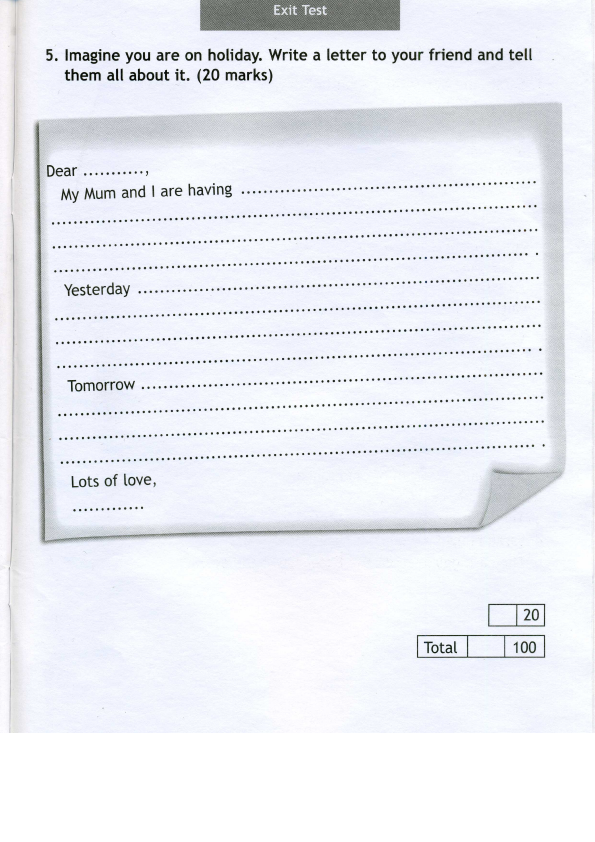 Exit Test
5. Imagine you are on holiday. Write a letter to your friend and tell
them all about it. (20 marks)
Dear ...........,
My Mum and I are having ......................................................
..........................................................................................
..........................................................................................
.......................................................................................... .
Yesterday ..........................................................................
..........................................................................................
..........................................................................................
.......................................................................................... .
Tomorrow .........................................................................
..........................................................................................
..........................................................................................
.......................................................................................... .
Lots of love,
.............
20
Total 100